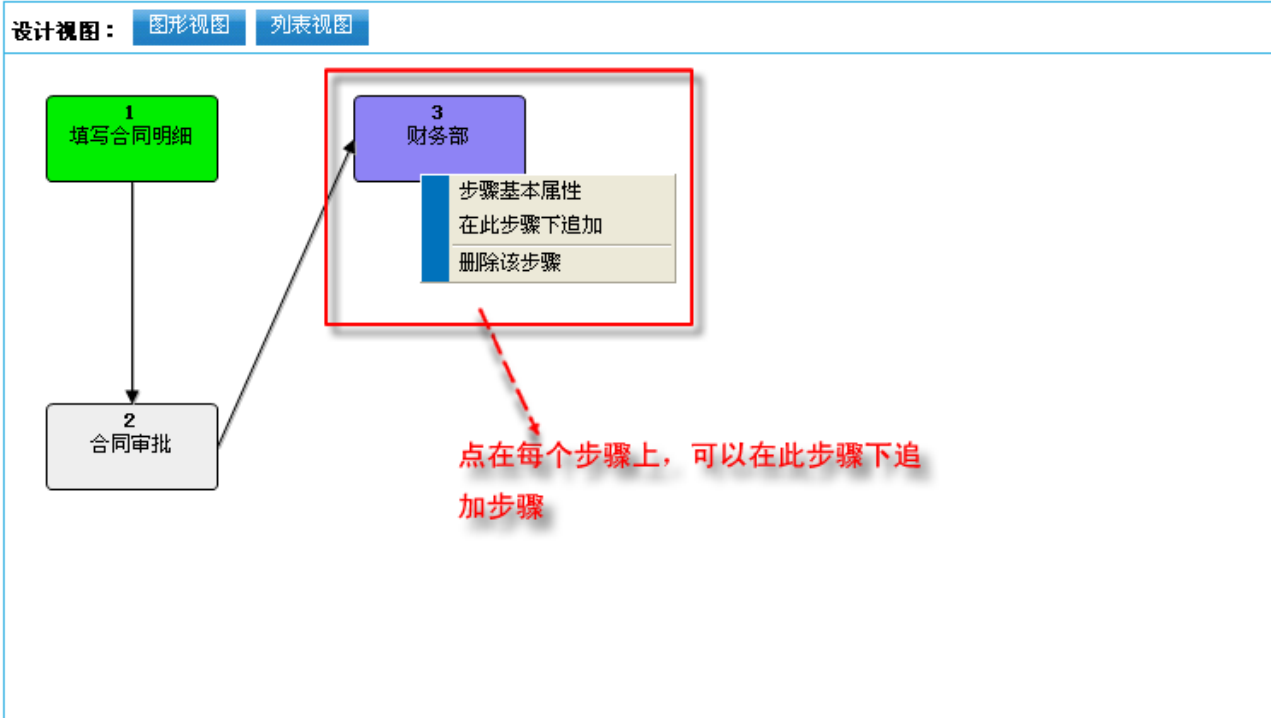 设计视图： 图形视图 列表视图
1
填写合同明细
3
财务部
步骤基本属性
在此步骤下追加
删除该步骤
2
合同审批
点在每个步骤上，可以在此步骤下追
加步骤